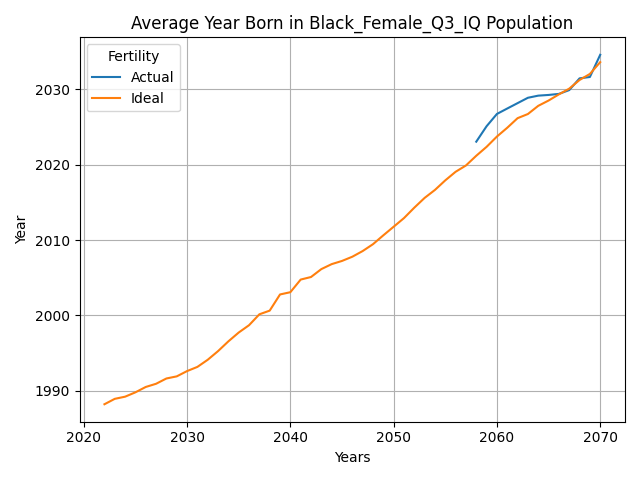 Average Year Born in Black_Female_Q3_IQ Population
Fertility
Actual
Ideal
Year
2030
2020
2010
2000
1990
2020 2030 2040 2050 2060 2070
Years